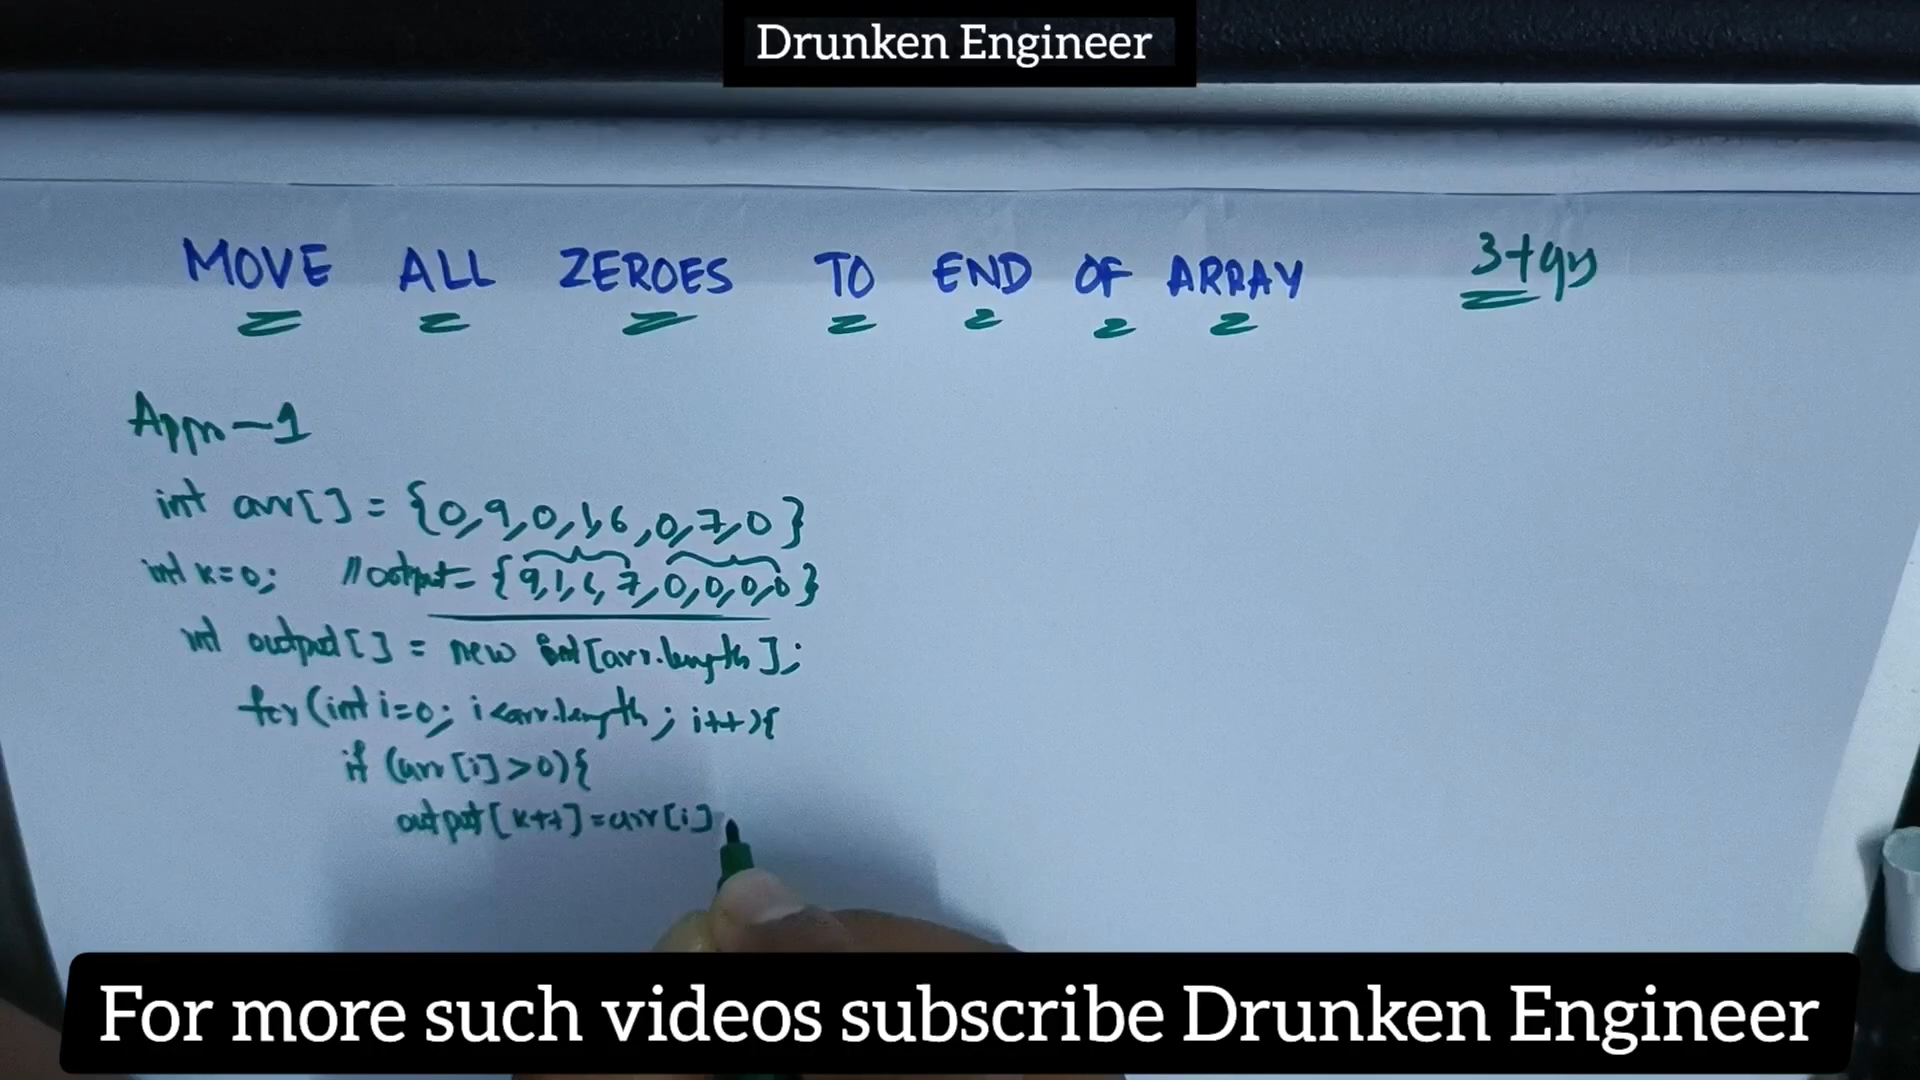 Drunken Engineer
MOVE ALL ZEROES TO END OF ARRAY 3+yrs
Appro-1
int arr[] = {0,9,0,1,6,0,7,0}
int k=0; //output= {9,1,6,7,0,0,0,0}
int output[] = new int[arr.length];
for(int i=0; i<arr.length; i++){
if (arr[i]>0){
output[k++]=arr[i]
For more such videos subscribe Drunken Engineer